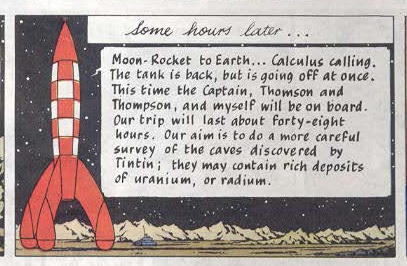 Some hours later...
Moon-Rocket to Earth... Calculus calling.
The tank is back, but is going off at once.
This time the Captain, Thomson and
Thompson, and myself will be on board.
Our trip will last about forty-eight
hours. Our aim is to do a more careful
survey of the caves discovered by
Tintin; they may contain rich deposits
of uranium, or radium.